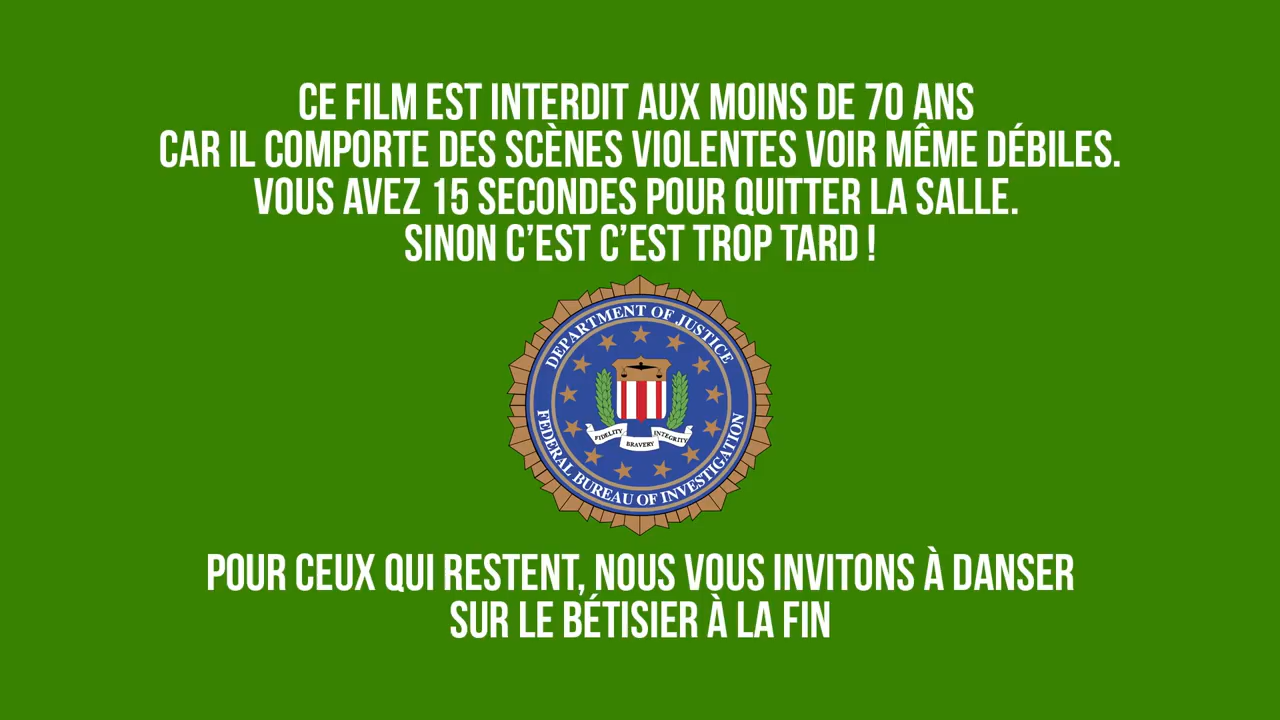 CE FILM EST INTERDIT AUX MOINS DE 70 ANS
CAR IL COMPORTE DES SCÈNES VIOLENTES VOIR MÊME DÉBILES.
VOUS AVEZ 15 SECONDES POUR QUITTER LA SALLE.
SINON C'EST C'EST TROP TARD !
DEPARTMENT OF JUSTICE
FIDELITY BRAVERY INTEGRITY
FEDERAL BUREAU OF INVESTIGATION
POUR CEUX QUI RESTENT, NOUS VOUS INVITONS À DANSER
SUR LE BÉTISIER À LA FIN